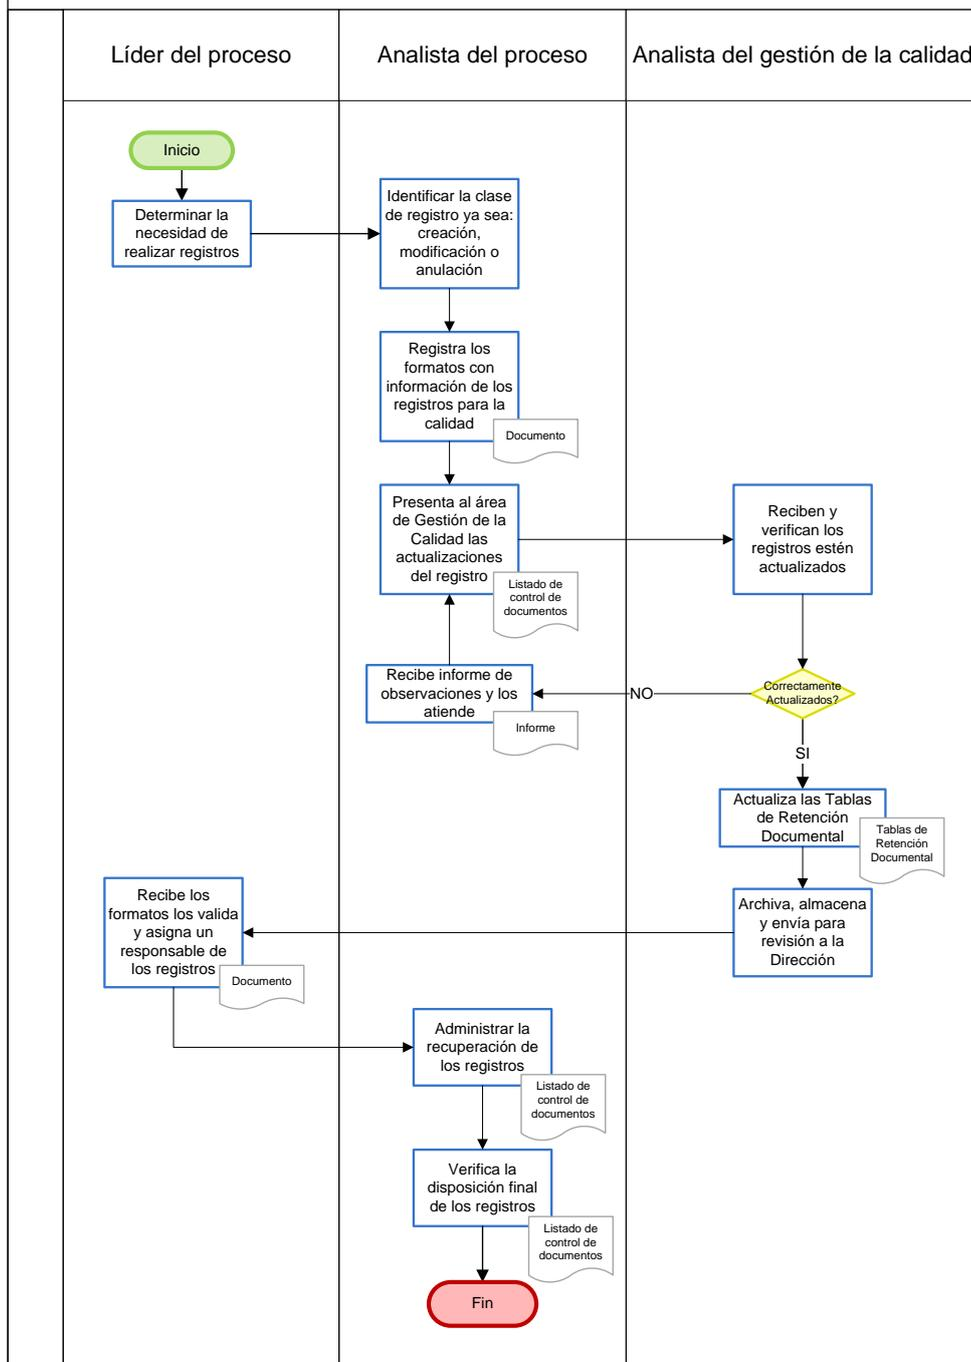 Líder del proceso
Analista del proceso
Analista del gestión de la calidad
Inicio
Determinar la
necesidad de
realizar registros
Identificar la clase
de registro ya sea:
creación,
modificación o
anulación
Registra los
formatos con
información de los
registros para la
calidad
Documento
Presenta al área
de Gestión de la
Calidad las
actualizaciones
del registro
Listado de
control de
documentos
Reciben y
verifican los
registros estén
actualizados
Correctamente
Actualizados?
NO
Recibe informe de
observaciones y los
atiende
Informe
SI
Actualiza las Tablas
de Retención
Documental
Tablas de
Retención
Documental
Archiva, almacena
y envía para
revisión a la
Dirección
Recibe los
formatos los valida
y asigna un
responsable de
los registros
Documento
Administrar la
recuperación de
los registros
Listado de
control de
documentos
Verifica la
disposición final
de los registros
Listado de
control de
documentos
Fin